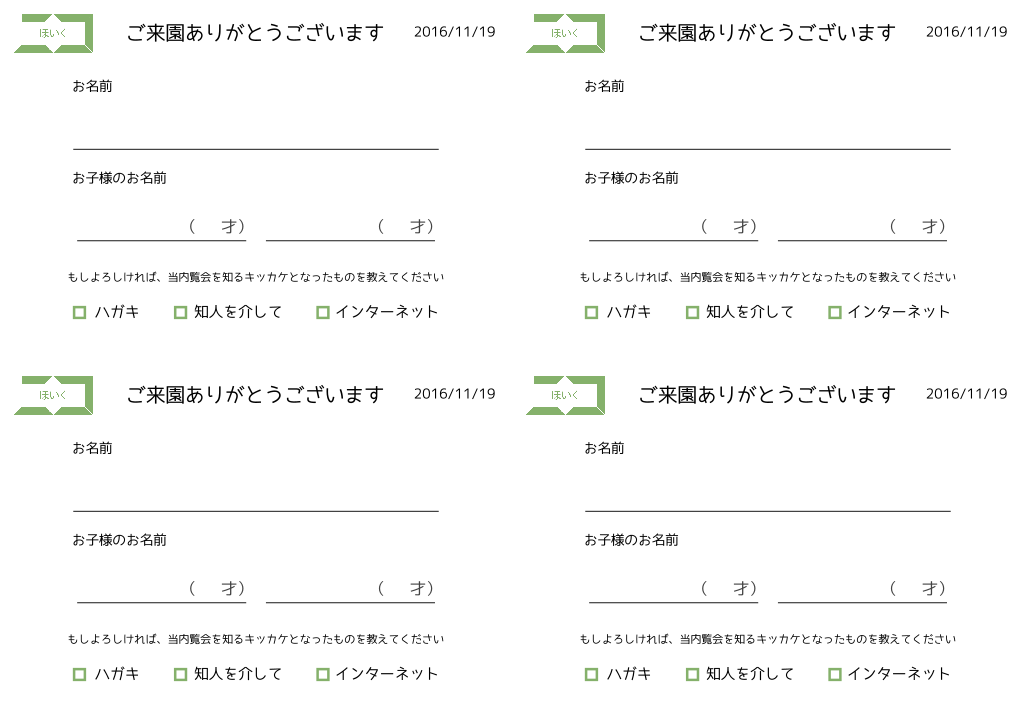 ほいく ご来園ありがとうございます 2016/11/19
お名前
お子様のお名前
（ 才） （ 才）
もしよろしければ、当内覧会を知るキッカケとなったものを教えてください
ハガキ 知人を介して インターネット
ほいく ご来園ありがとうございます 2016/11/19
お名前
お子様のお名前
（ 才） （ 才）
もしよろしければ、当内覧会を知るキッカケとなったものを教えてください
ハガキ 知人を介して インターネット
ほいく ご来園ありがとうございます 2016/11/19
お名前
お子様のお名前
（ 才） （ 才）
もしよろしければ、当内覧会を知るキッカケとなったものを教えてください
ハガキ 知人を介して インターネット
ほいく ご来園ありがとうございます 2016/11/19
お名前
お子様のお名前
（ 才） （ 才）
もしよろしければ、当内覧会を知るキッカケとなったものを教えてください
ハガキ 知人を介して インターネット